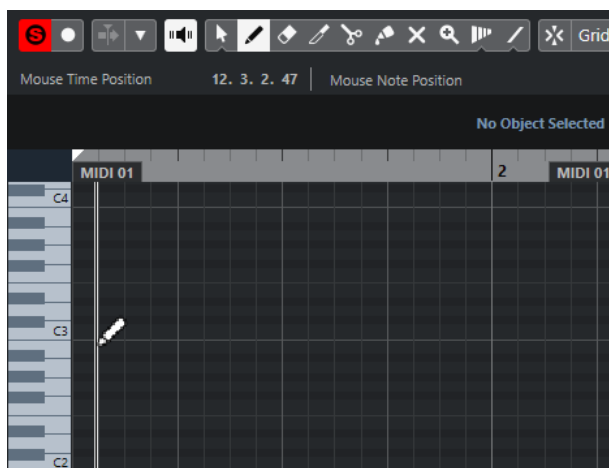 S Grid
Mouse Time Position 12. 3. 2. 47 Mouse Note Position
No Object Selected
2
MIDI 01 MIDI 01
C4
C3
C2